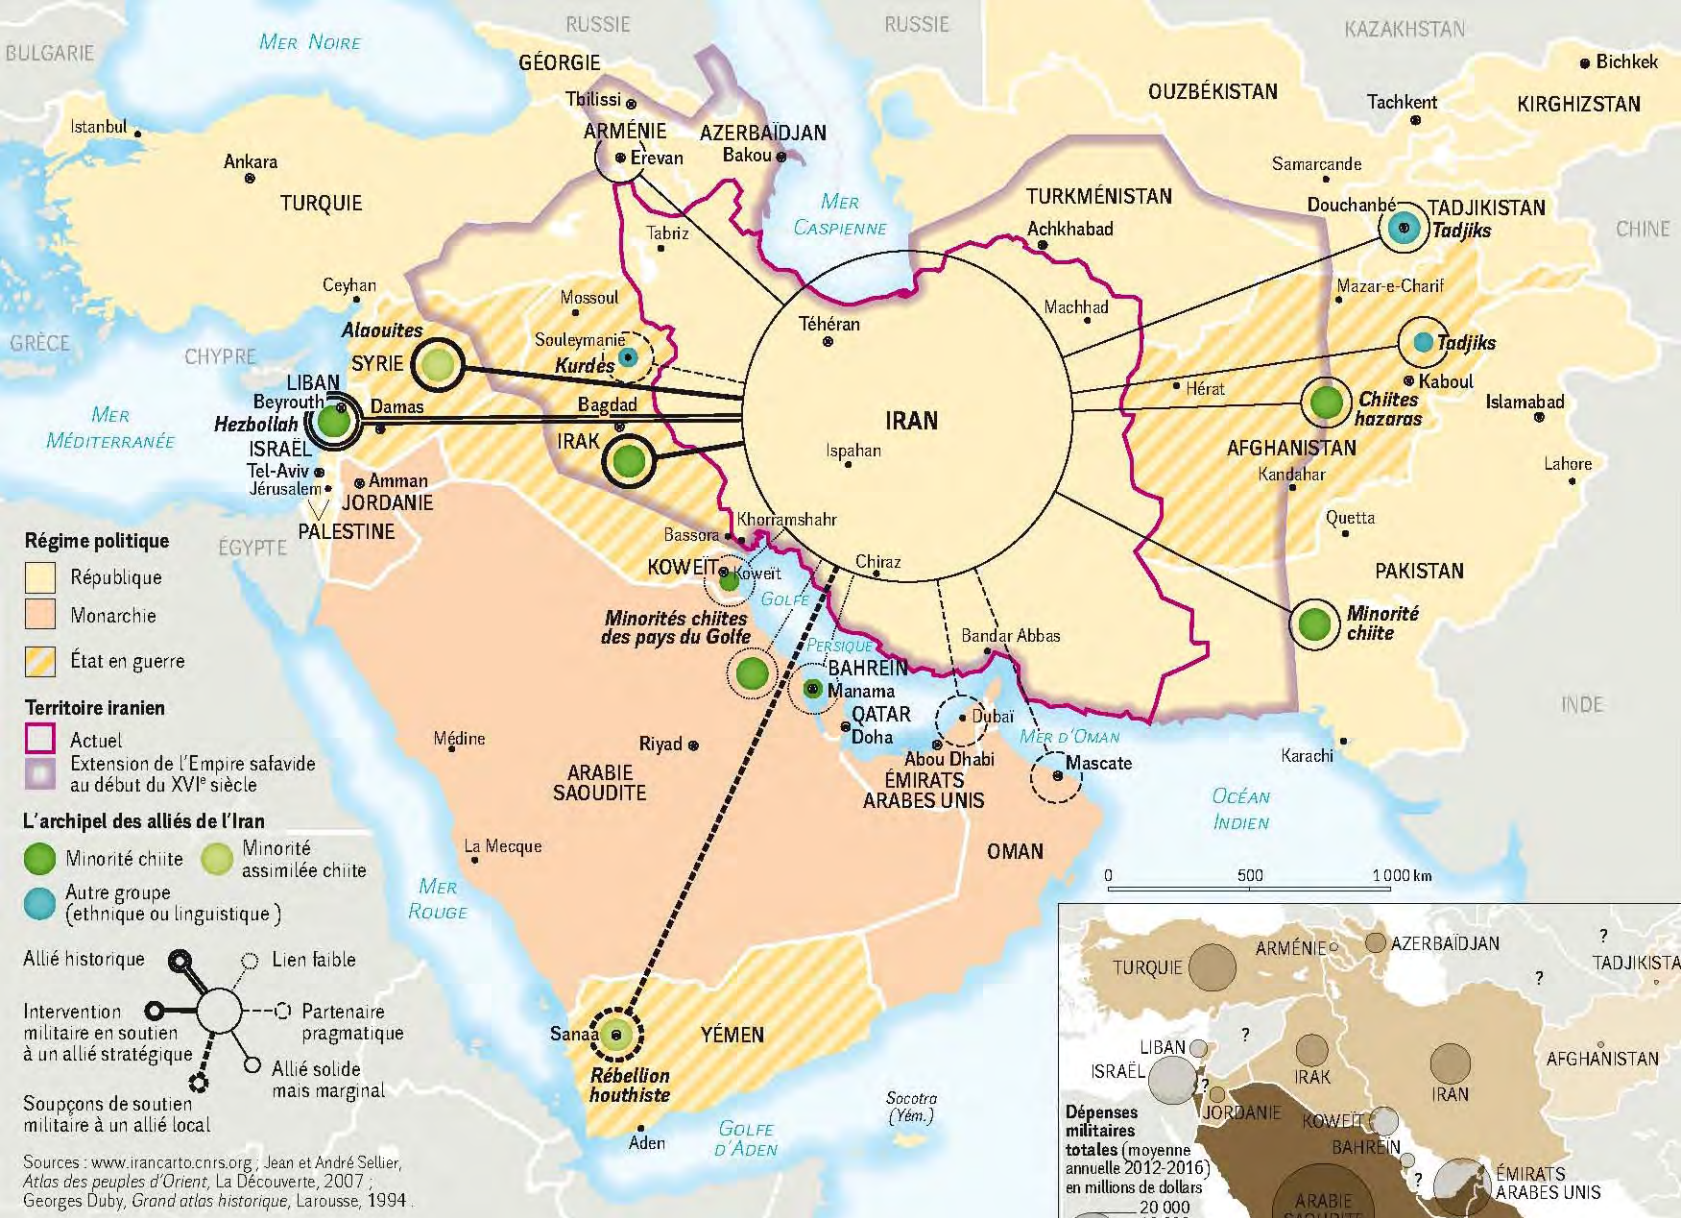 RUSSIE
RUSSIE
KAZAKHSTAN
BULGARIE
MER NOIRE
GÉORGIE
Tbilissi
OUZBÉKISTAN
Bichkek
Tachkent
KIRGHIZSTAN
Istanbul
ARMÉNIE
AZERBAÏDJAN
Erevan
Bakou
Ankara
TURQUIE
Samarcande
TURKMÉNISTAN
Achkhabad
Douchanbé
TADJIKISTAN
Tadjiks
CHINE
MER
CASPIENNE
Tabriz
Ceyhan
Mossoul
Mazar-e-Charif
Machhad
Téhéran
Alaouites
SYRIE
Souleymanie
Kurdes
Tadjiks
Kaboul
GRÈCE
CHYPRE
LIBAN
Beyrouth
Damas
Hezbollah
Bagdad
IRAK
IRAN
Ispahan
Hérat
Chiites
hazaras
Islamabad
MER
MÉDITERRANÉE
ISRAËL
Tel-Aviv
Jérusalem
Amman
JORDANIE
PALESTINE
ÉGYPTE
AFGHANISTAN
Kandahar
Lahore
Quetta
PAKISTAN
Khorramshahr
Bassora
KOWEÏT
Koweït
GOLFE
PERSIQUE
Chiraz
Minorités chiites
des pays du Golfe
Bandar Abbas
Minorité
chiite
BAHREÏN
Manama
QATAR
Doha
Dubaï
Abou Dhabi
ÉMIRATS
ARABES UNIS
MER D'OMAN
Mascate
INDE
Karachi
Médine
Riyad
ARABIE
SAOUDITE
OCÉAN
INDIEN
La Mecque
OMAN
MER
ROUGE
Sanaa
YÉMEN
Rébellion
houthiste
Aden
GOLFE
D'ADEN
Socotra
(Yém.)
0 500 1 000 km
Régime politique
République
Monarchie
État en guerre
Territoire iranien
Actuel
Extension de l'Empire safavide
au début du XVIe siècle
L'archipel des alliés de l'Iran
Minorité chiite
Minorité
assimilée chiite
Autre groupe
(ethnique ou linguistique)
Allié historique
Lien faible
Intervention
militaire en soutien
à un allié stratégique
Partenaire
pragmatique
Allié solide
mais marginal
Soupçons de soutien
militaire à un allié local
Sources : www.irancarto.cnrs.org ; Jean et André Sellier,
Atlas des peuples d'Orient, La Découverte, 2007 ;
Georges Duby, Grand atlas historique, Larousse, 1994.
ARMÉNIE
AZERBAÏDJAN
?
TURQUIE
TADJIKISTA
?
?
LIBAN
ISRAËL
IRAK
IRAN
AFGHANISTAN
?
JORDANIE
KOWEÏT
BAHREÏN
?
ÉMIRATS
ARABES UNIS
ARABIE
SAOUDITE
Dépenses
militaires
totales (moyenne
annuelle 2012-2016)
en millions de dollars
20 000